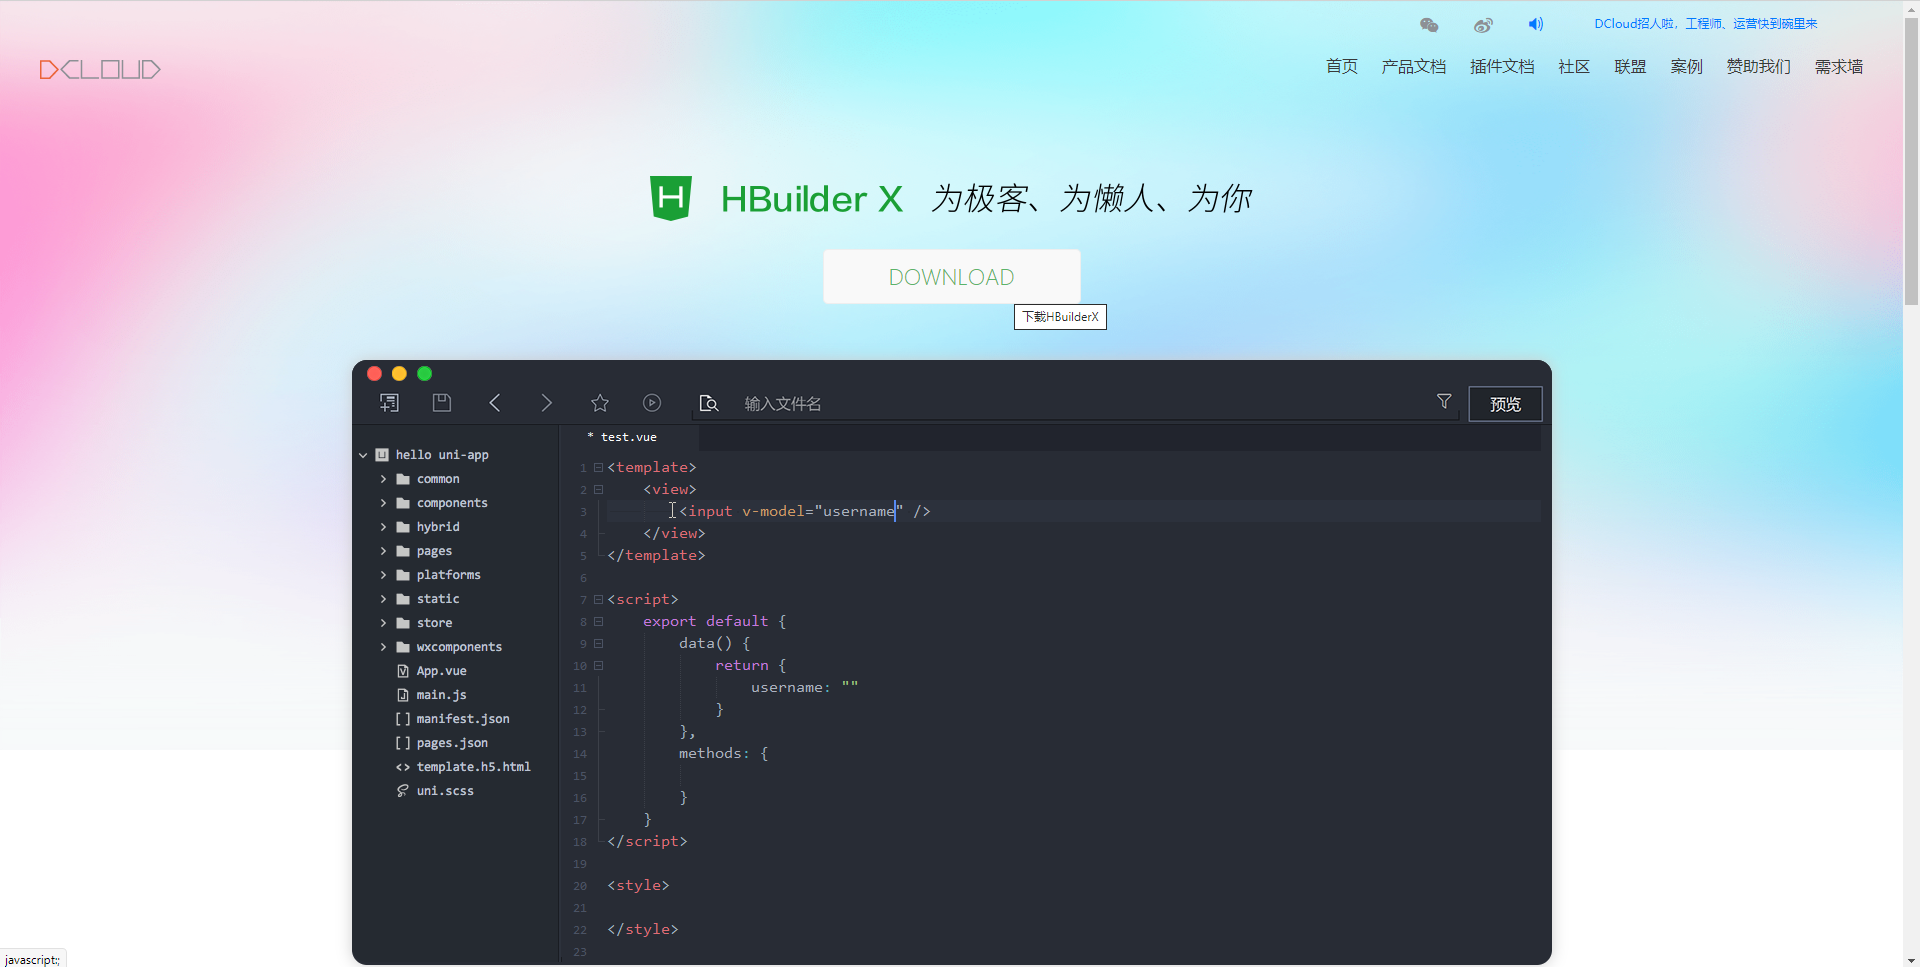 DCloud招人啦，工程师、运营快到碗里来
DCLOUD
首页 产品文档 插件文档 社区 联盟 案例 赞助我们 需求墙
H HBuilder X 为极客、为懒人、为你
DOWNLOAD
下载HBuilderX
输入文件名
预览
hello uni-app
common
components
hybrid
pages
platforms
static
store
wxcomponents
App.vue
main.js
[ ] manifest.json
[ ] pages.json
<> template.h5.html
uni.scss
* test.vue
1 <template>
2 <view>
3 <input v-model="username" />
4 </view>
5 </template>
6
7 <script>
8 export default {
9 data() {
10 return {
11 username: ""
12 }
13 },
14 methods: {
15
16 }
17 }
18 </script>
19
20 <style>
21
22 </style>
23
javascript:;